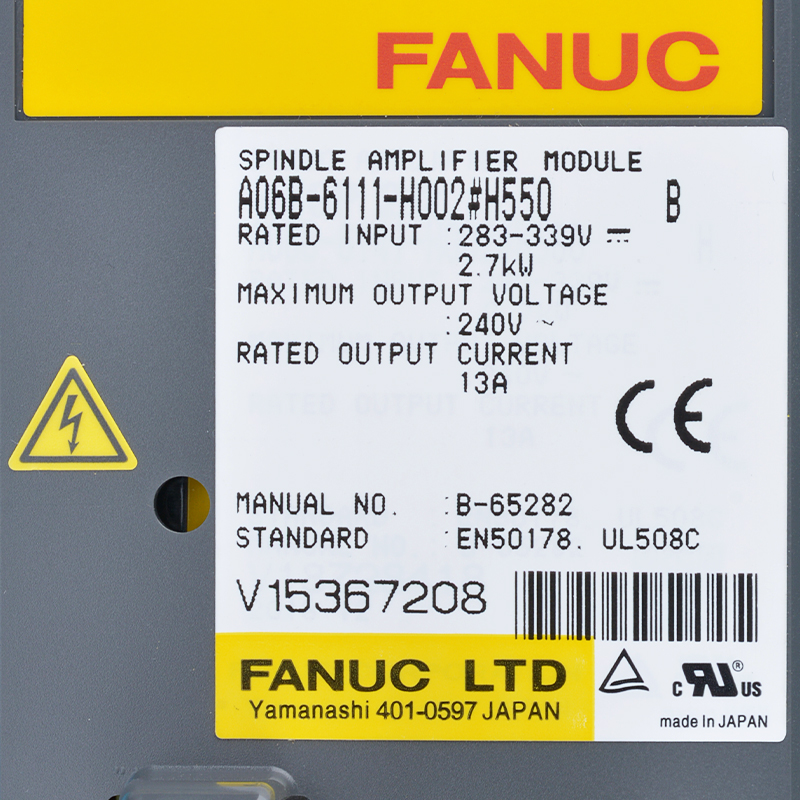 FANUC
SPINDLE AMPLIFIER MODULE
A06B-6111-H002#H550 B
RATED INPUT :283-339V ⎓
2.7kW
MAXIMUM OUTPUT VOLTAGE
:240V ~
RATED OUTPUT CURRENT
13A
CE
MANUAL NO. :B-65282
STANDARD :EN50178. UL508C
V15367208
FANUC LTD
Yamanashi 401-0597 JAPAN
c RU ® US
made in JAPAN